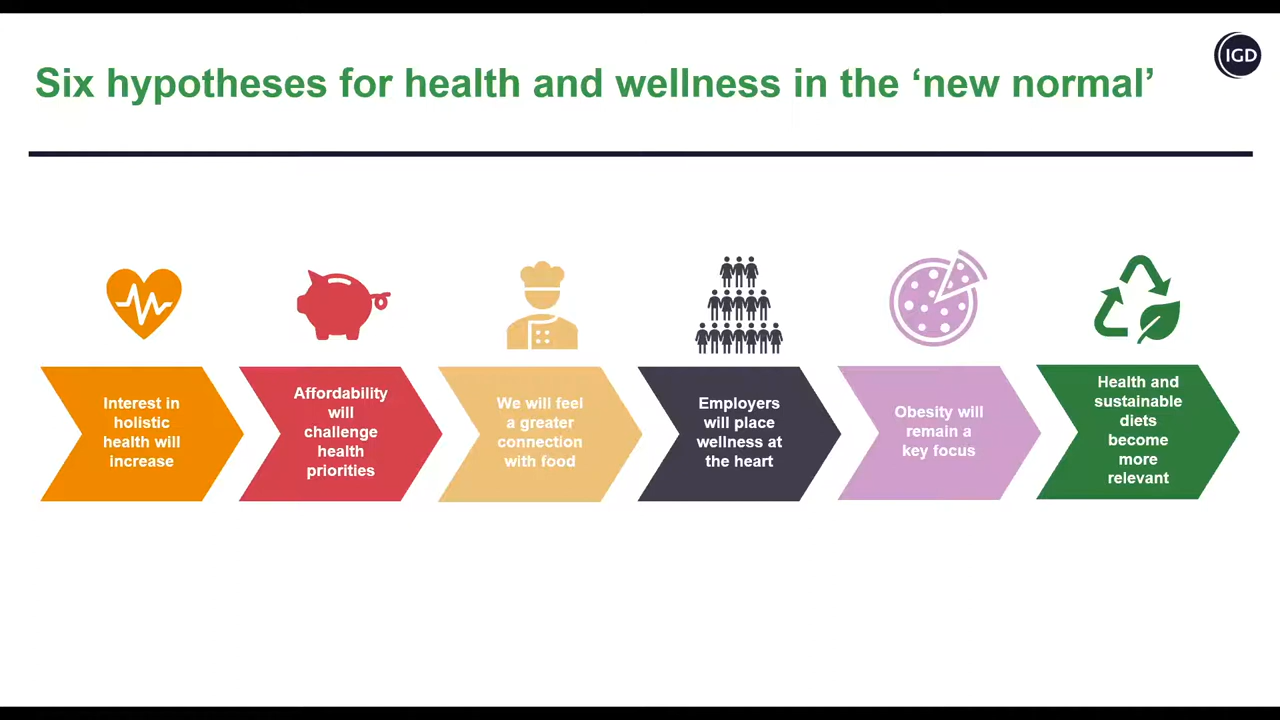 IGD
Six hypotheses for health and wellness in the ‘new normal’
Interest in
holistic
health will
increase
Affordability
will
challenge
health
priorities
We will feel
a greater
connection
with food
Employers
will place
wellness at
the heart
Obesity will
remain a
key focus
Health and
sustainable
diets
become
more
relevant